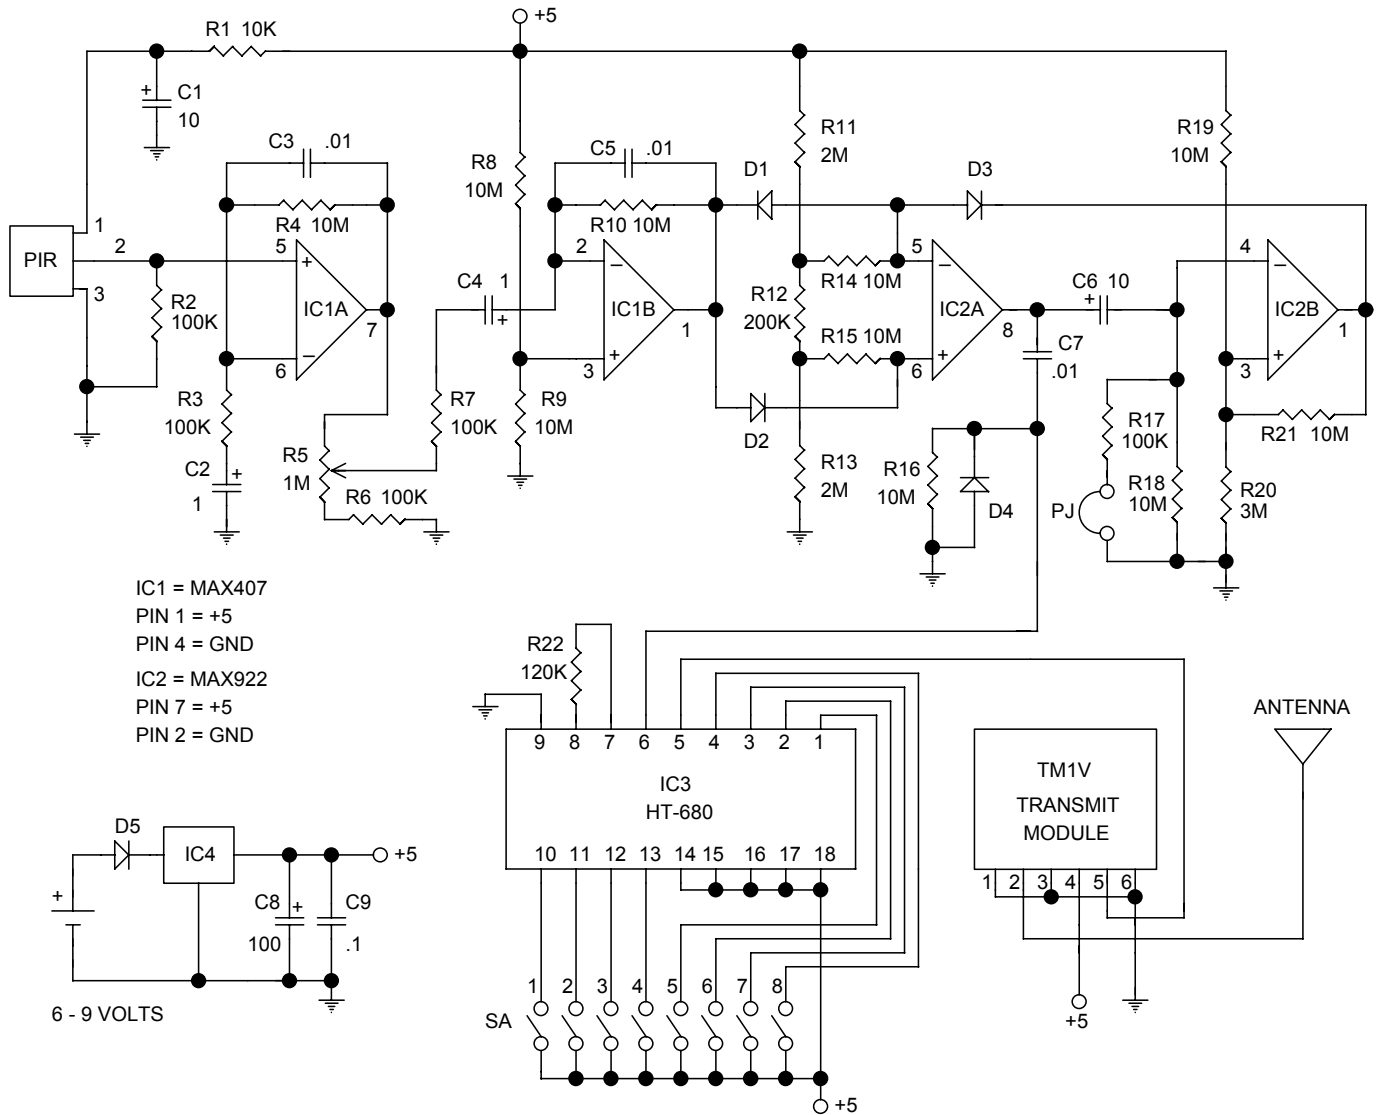 +5
R1 10K
+
C1
10
PIR
1
2
3
R2
100K
C3 .01
R4 10M
5
+
IC1A
7
−
6
R3
100K
C2
+
1
R5
1M
R6 100K
R7
100K
C4
1
+
R8
10M
R9
10M
C5 .01
R10 10M
2
−
IC1B
1
+
3
D1
D2
R11
2M
R12
200K
R13
2M
R14 10M
R15 10M
D3
5
−
IC2A
8
+
6
C6 10
+
C7
.01
R16
10M
D4
R17
100K
PJ
R18
10M
R19
10M
4
−
IC2B
1
+
3
R21 10M
R20
3M
IC1 = MAX407
PIN 1 = +5
PIN 4 = GND
IC2 = MAX922
PIN 7 = +5
PIN 2 = GND
R22
120K
9 8 7 6 5 4 3 2 1
IC3
HT-680
10 11 12 13 14 15 16 17 18
ANTENNA
TM1V
TRANSMIT
MODULE
1 2 3 4 5 6
+5
D5
IC4
+5
+
C8
+
100
C9
.1
6 - 9 VOLTS
1 2 3 4 5 6 7 8
SA
+5